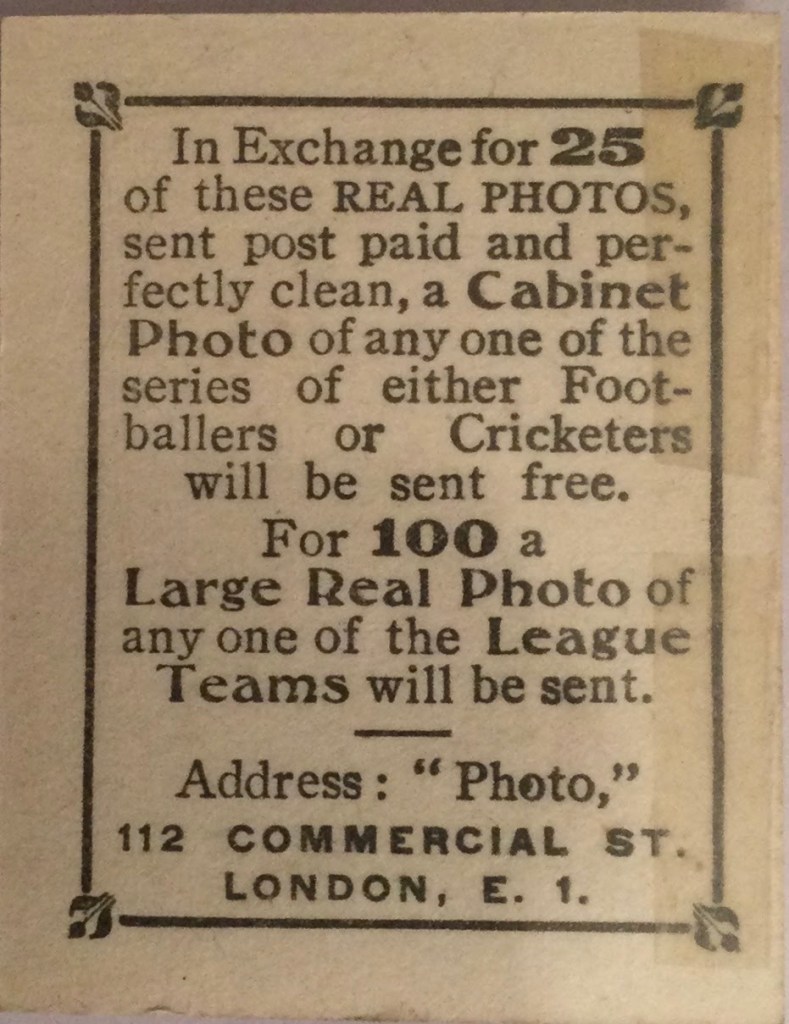 In Exchange for 25
of these REAL PHOTOS,
sent post paid and per-
fectly clean, a Cabinet
Photo of any one of the
series of either Foot-
ballers or Cricketers
will be sent free.
For 100 a
Large Real Photo of
any one of the League
Teams will be sent.
Address: "Photo,"
112 COMMERCIAL ST.
LONDON, E. 1.